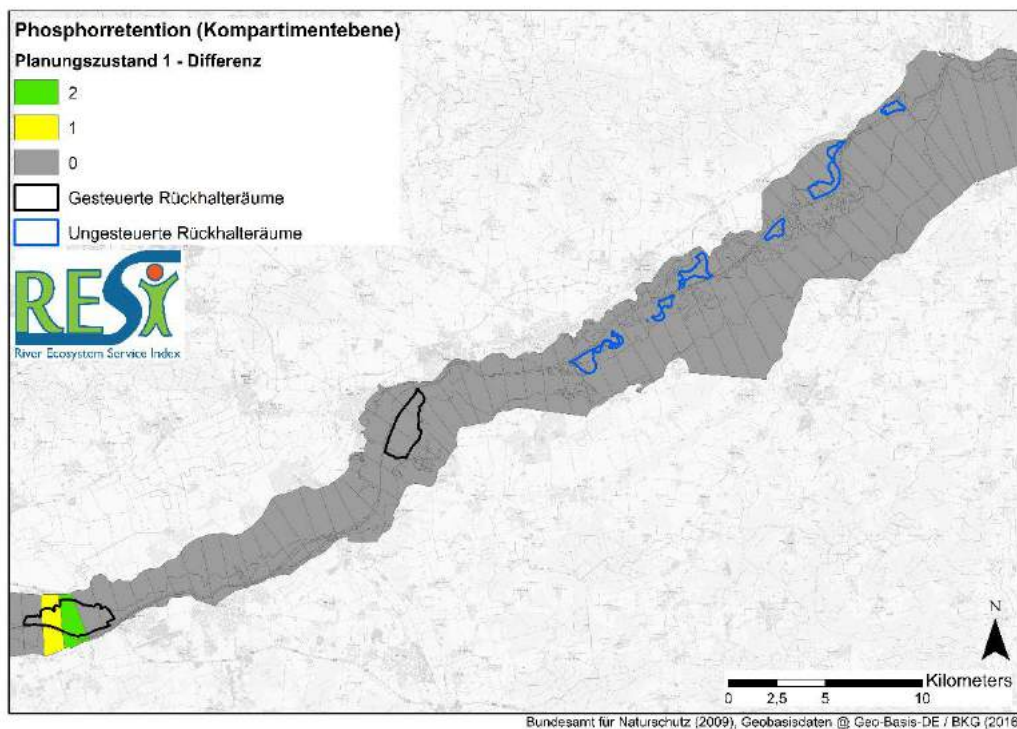 Phosphorretention (Kompartimentebene)
Planungszustand 1 - Differenz
2
1
0
Gesteuerte Rückhalteräume
Ungesteuerte Rückhalteräume
RESI
River Ecosystem Service Index
N
Kilometers
0 2,5 5 10
Bundesamt für Naturschutz (2009), Geobasisdaten @ Geo-Basis-DE / BKG (2016